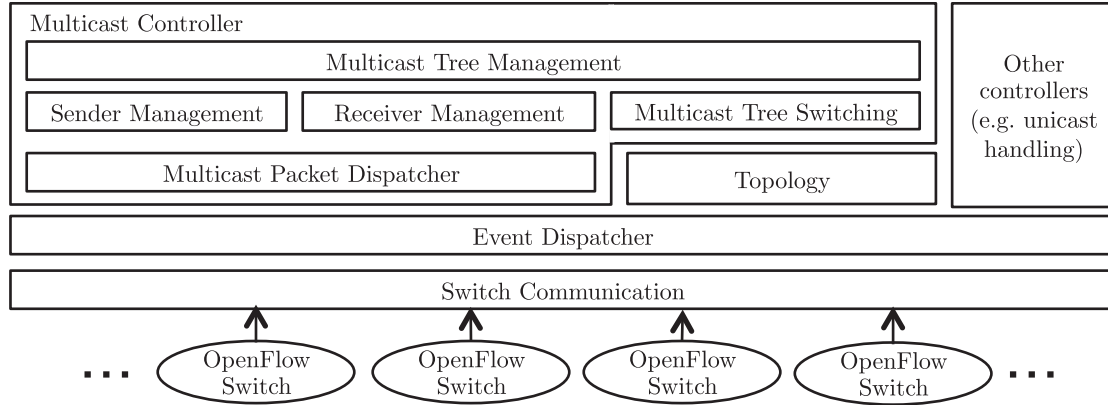 Multicast Controller
Multicast Tree Management
Sender Management
Receiver Management
Multicast Tree Switching
Multicast Packet Dispatcher
Topology
Other
controllers
(e.g. unicast
handling)
Event Dispatcher
Switch Communication
OpenFlow
Switch
OpenFlow
Switch
OpenFlow
Switch
OpenFlow
Switch